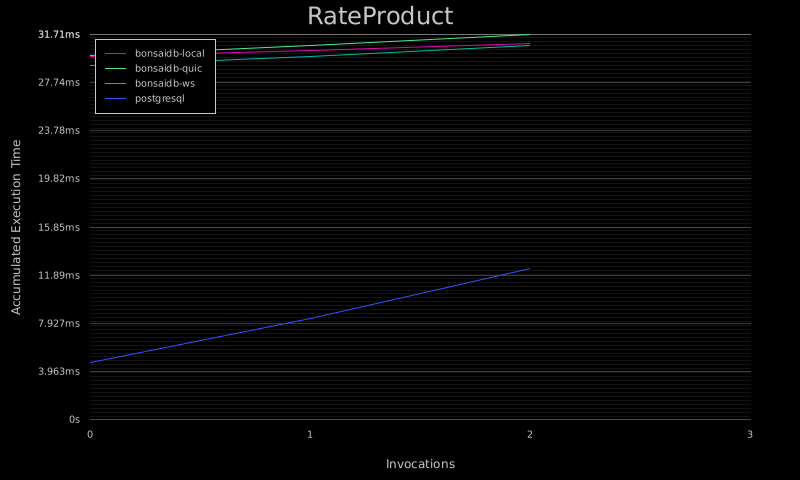 RateProduct
31.71ms
bonsaidb-local
bonsaidb-quic
bonsaidb-ws
postgresql
27.74ms
23.78ms
19.82ms
15.85ms
11.89ms
7.927ms
3.963ms
0s
Accumulated Execution Time
0 1 2 3
Invocations